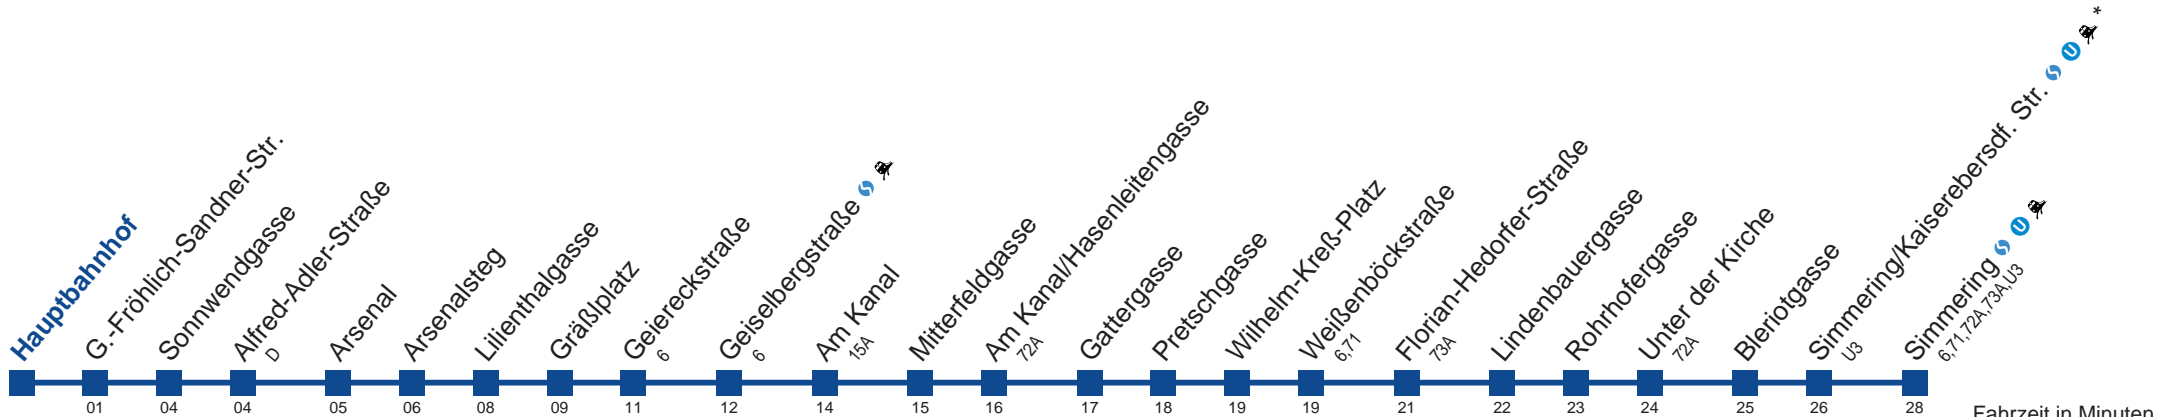 Hauptbahnhof
G.-Fröhlich-Sandner-Str.
01
Sonnwendgasse
04
Alfred-Adler-Straße
D
04
Arsenal
05
Arsenalsteg
06
Lilienthalgasse
08
Gräßlplatz
09
Geiereckstraße
6
11
Geiselbergstraße
6
12
Am Kanal
15A
14
Mitterfeldgasse
15
Am Kanal/Hasenleitengasse
72A
16
Gattergasse
17
Pretschgasse
18
Wilhelm-Kreß-Platz
19
Weißenböckstraße
6,71
19
Florian-Hedorfer-Straße
73A
21
Lindenbauergasse
22
Rohrhofergasse
23
Unter der Kirche
72A
24
Bleriotgasse
25
Simmering/Kaiserebersdf. Str. S U *
U3
26
Simmering S U
6,71,72A,73A,U3
28
Fahrzeit in Minuten